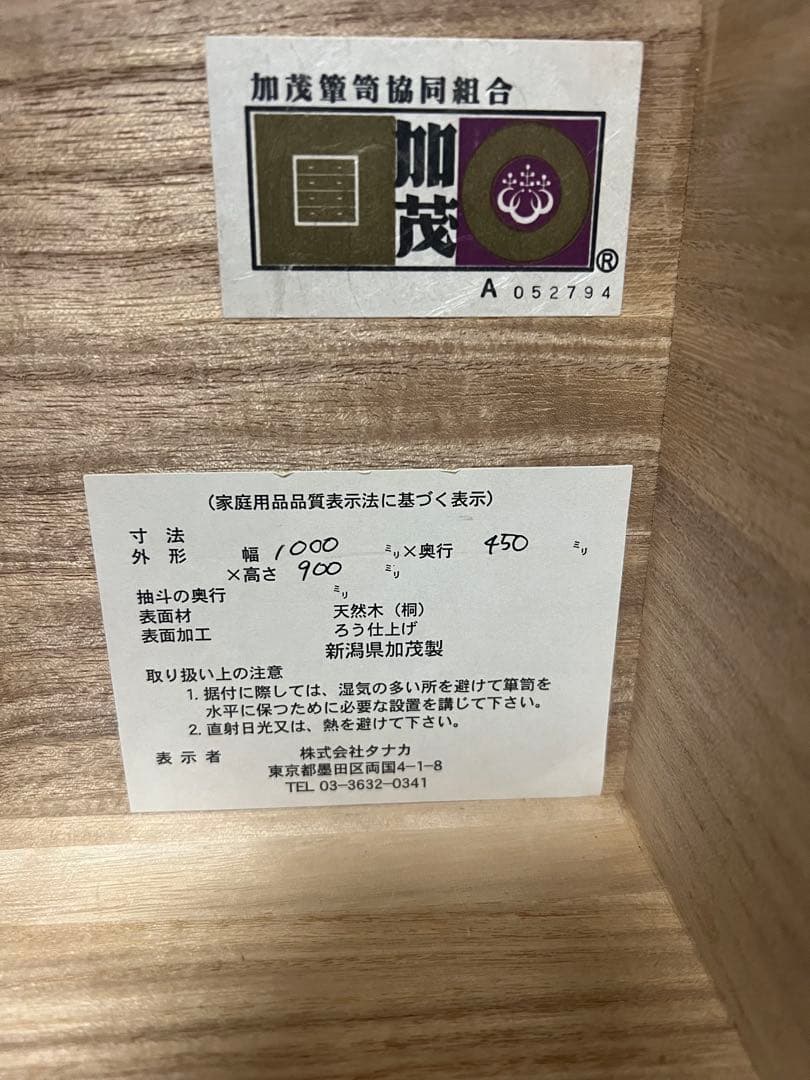 加茂簞笥協同組合
加茂
®
A 052794
(家庭用品品質表示法に基づく表示)
寸 法
外 形 幅 1000 ミリ×奥行 450 ミリ
×高さ 900 ミリ
抽斗の奥行 ミリ
表面材 天然木（桐）
表面加工 ろう仕上げ
新潟県加茂製
取り扱い上の注意
1. 据付に際しては、湿気の多い所を避けて簞笥を
水平に保つために必要な設置を講じて下さい。
2. 直射日光又は、熱を避けて下さい。
表 示 者 株式会社タナカ
東京都墨田区両国4-1-8
TEL 03-3632-0341